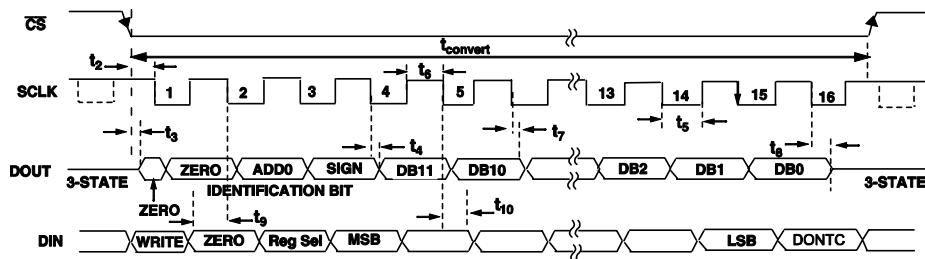 CS
tconvert
t2
t6
SCLK
1 2 3 4 5 13 14 15 16
t3
t4
t7
t5
t8
DOUT
ZERO ADD0 SIGN DB11 DB10 DB2 DB1 DB0
3-STATE
3-STATE
IDENTIFICATION BIT
ZERO
t9
t10
DIN
WRITE ZERO Reg Sel MSB LSB DONTC